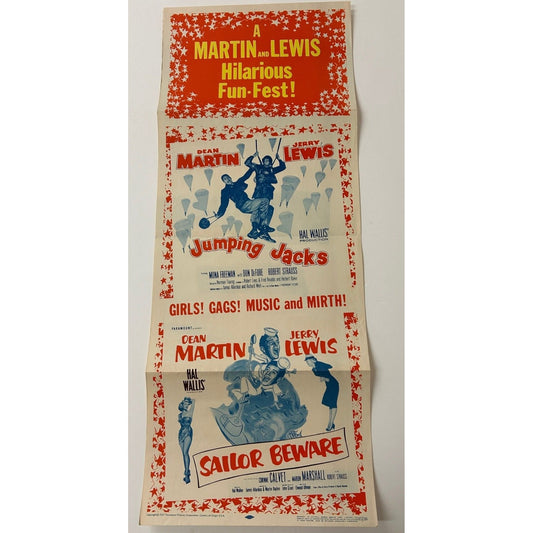 A
MARTIN AND LEWIS
Hilarious
Fun-Fest!
DEAN JERRY
MARTIN LEWIS
HAL WALLIS'
PRODUCTION
Jumping Jacks
MONA FREEMAN DON DeFORE ROBERT STRAUSS
GIRLS! GAGS! MUSIC and MIRTH!
PARAMOUNT
DEAN JERRY
MARTIN LEWIS
HAL
WALLIS'
SAILOR BEWARE
CORINNE CALVET MARION MARSHALL ROBERT STRAUSS